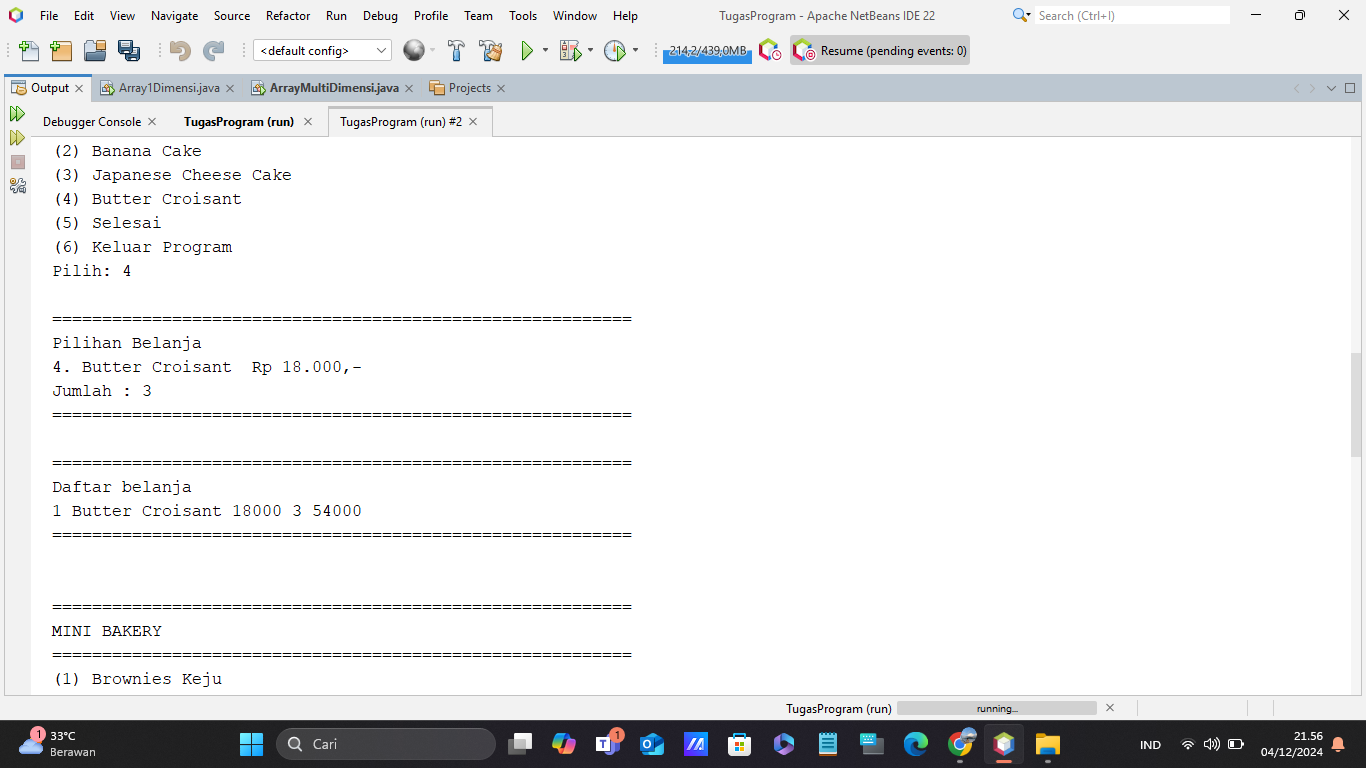 File Edit View Navigate Source Refactor Run Debug Profile Team Tools Window Help
TugasProgram - Apache NetBeans IDE 22
Search (Ctrl+I)
<default config>
214,2/439,0MB
Resume (pending events: 0)
Output
Array1Dimensi.java
ArrayMultiDimensi.java
Projects
Debugger Console
TugasProgram (run)
TugasProgram (run) #2
(2) Banana Cake
(3) Japanese Cheese Cake
(4) Butter Croisant
(5) Selesai
(6) Keluar Program
Pilih: 4
==========================================================
Pilihan Belanja
4. Butter Croisant  Rp 18.000,-
Jumlah : 3
==========================================================
==========================================================
Daftar belanja
1 Butter Croisant 18000 3 54000
==========================================================
==========================================================
MINI BAKERY
==========================================================
(1) Brownies Keju
TugasProgram (run)
running...
1
33°C
Berawan
Cari
1
IND
21.56
04/12/2024